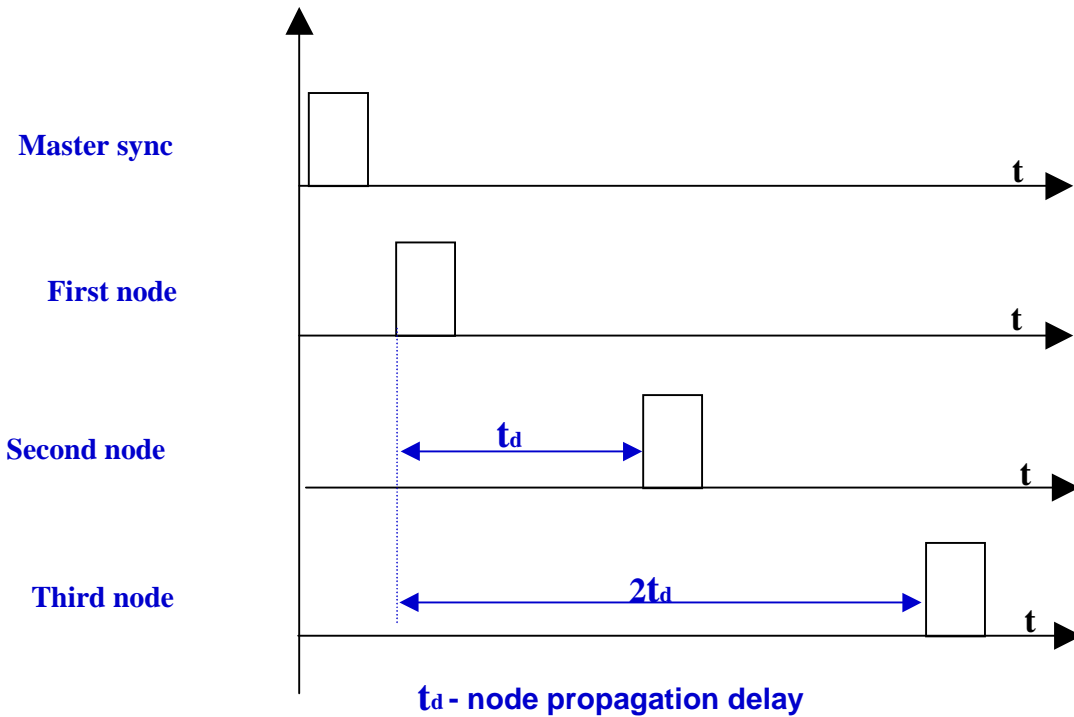 Master sync
t
First node
t
Second node
td
t
Third node
2td
t
td - node propagation delay